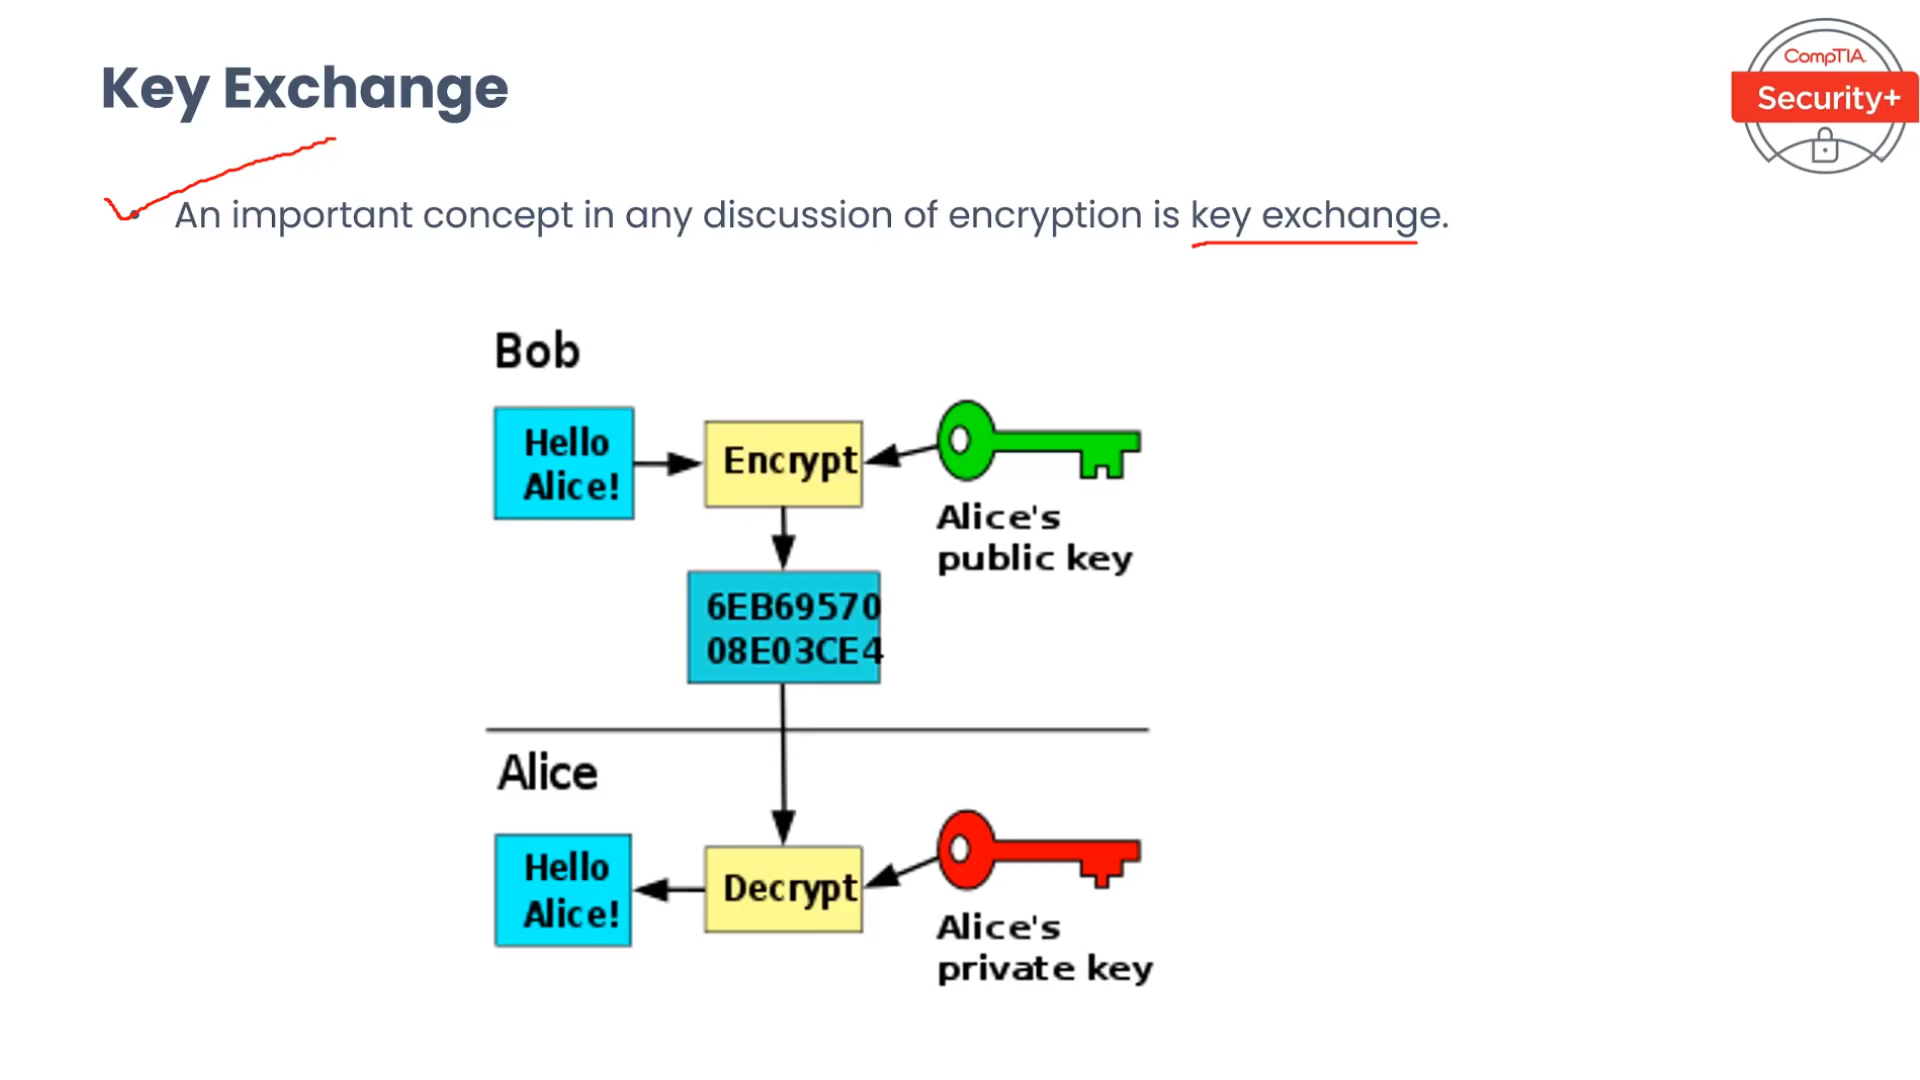 Key Exchange
CompTIA
Security+
• An important concept in any discussion of encryption is key exchange.
Bob
Hello
Alice!
Encrypt
Alice's
public key
6EB69570
08E03CE4
Alice
Hello
Alice!
Decrypt
Alice's
private key